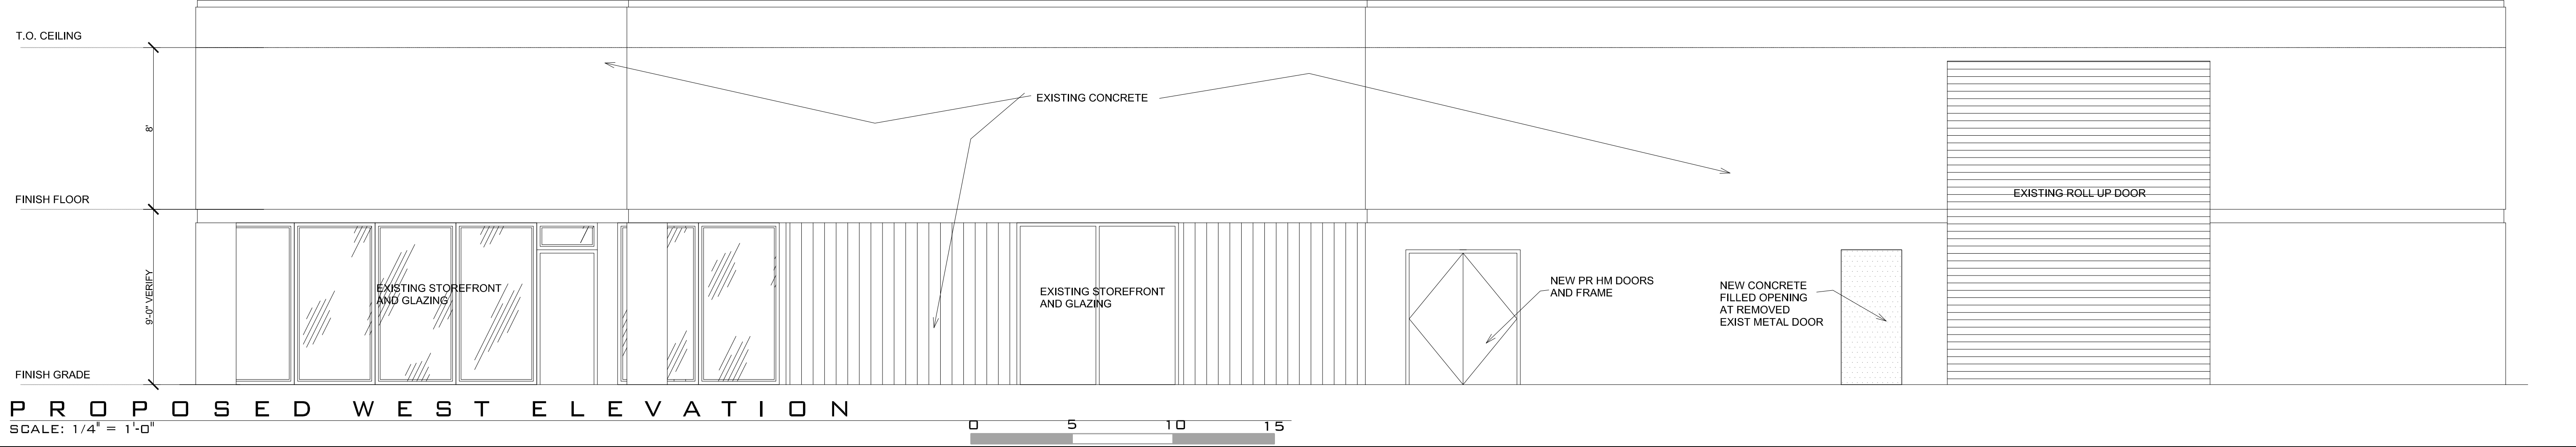 T.O. CEILING
8'
EXISTING CONCRETE
EXISTING ROLL UP DOOR
FINISH FLOOR
9'-0" VERIFY
EXISTING STOREFRONT
AND GLAZING
EXISTING STOREFRONT
AND GLAZING
NEW PR HM DOORS
AND FRAME
NEW CONCRETE
FILLED OPENING
AT REMOVED
EXIST METAL DOOR
FINISH GRADE
PROPOSED WEST ELEVATION
SCALE: 1/4" = 1'-0"
0 5 10 15